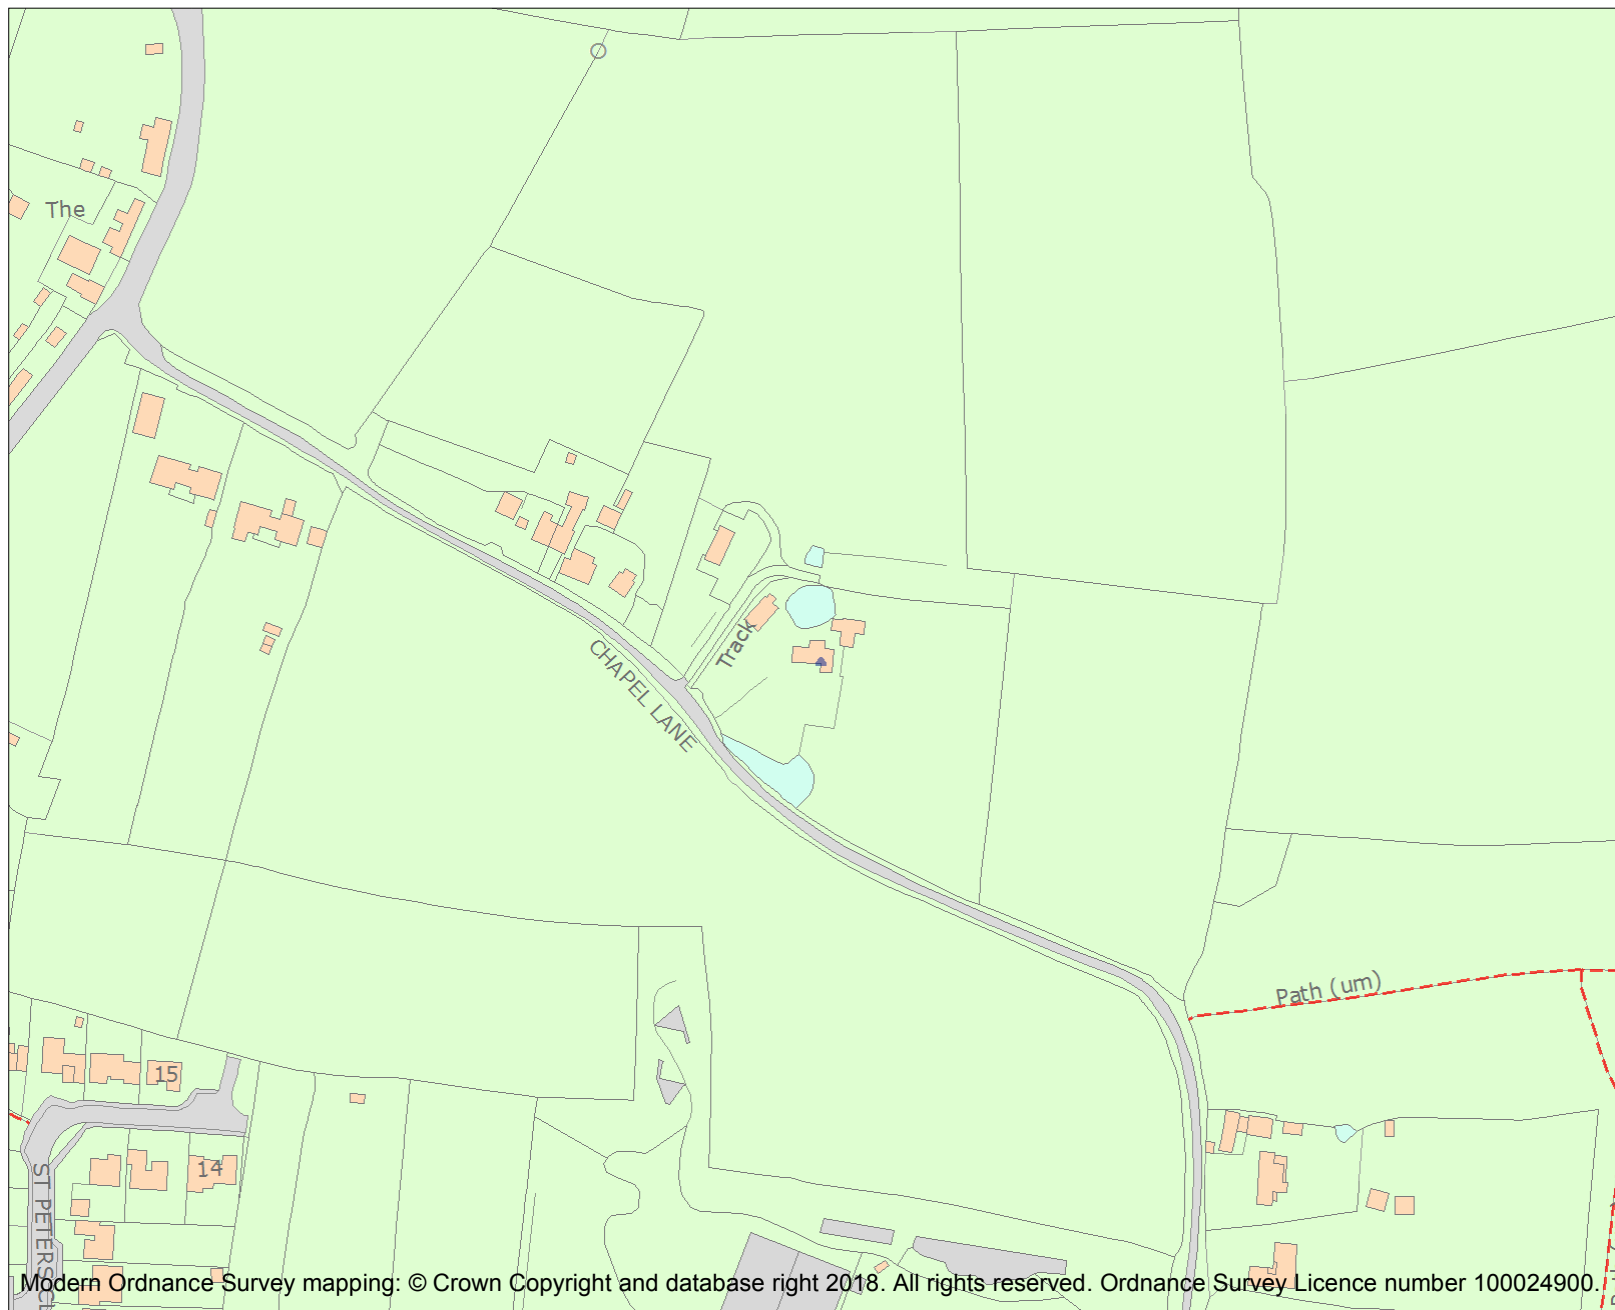 The
Track
CHAPEL LANE
Path (um)
15
14
ST PETERS
Modern Ordnance Survey mapping: © Crown Copyright and database right 2018. All rights reserved. Ordnance Survey Licence number 100024900.